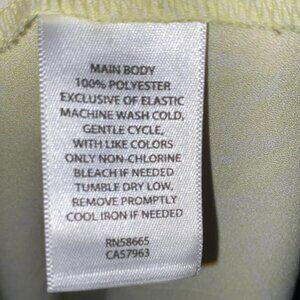 MAIN BODY
100% POLYESTER
EXCLUSIVE OF ELASTIC
MACHINE WASH COLD,
GENTLE CYCLE,
WITH LIKE COLORS
ONLY NON-CHLORINE
BLEACH IF NEEDED
TUMBLE DRY LOW,
REMOVE PROMPTLY
COOL IRON IF NEEDED
RN58665
CA57963